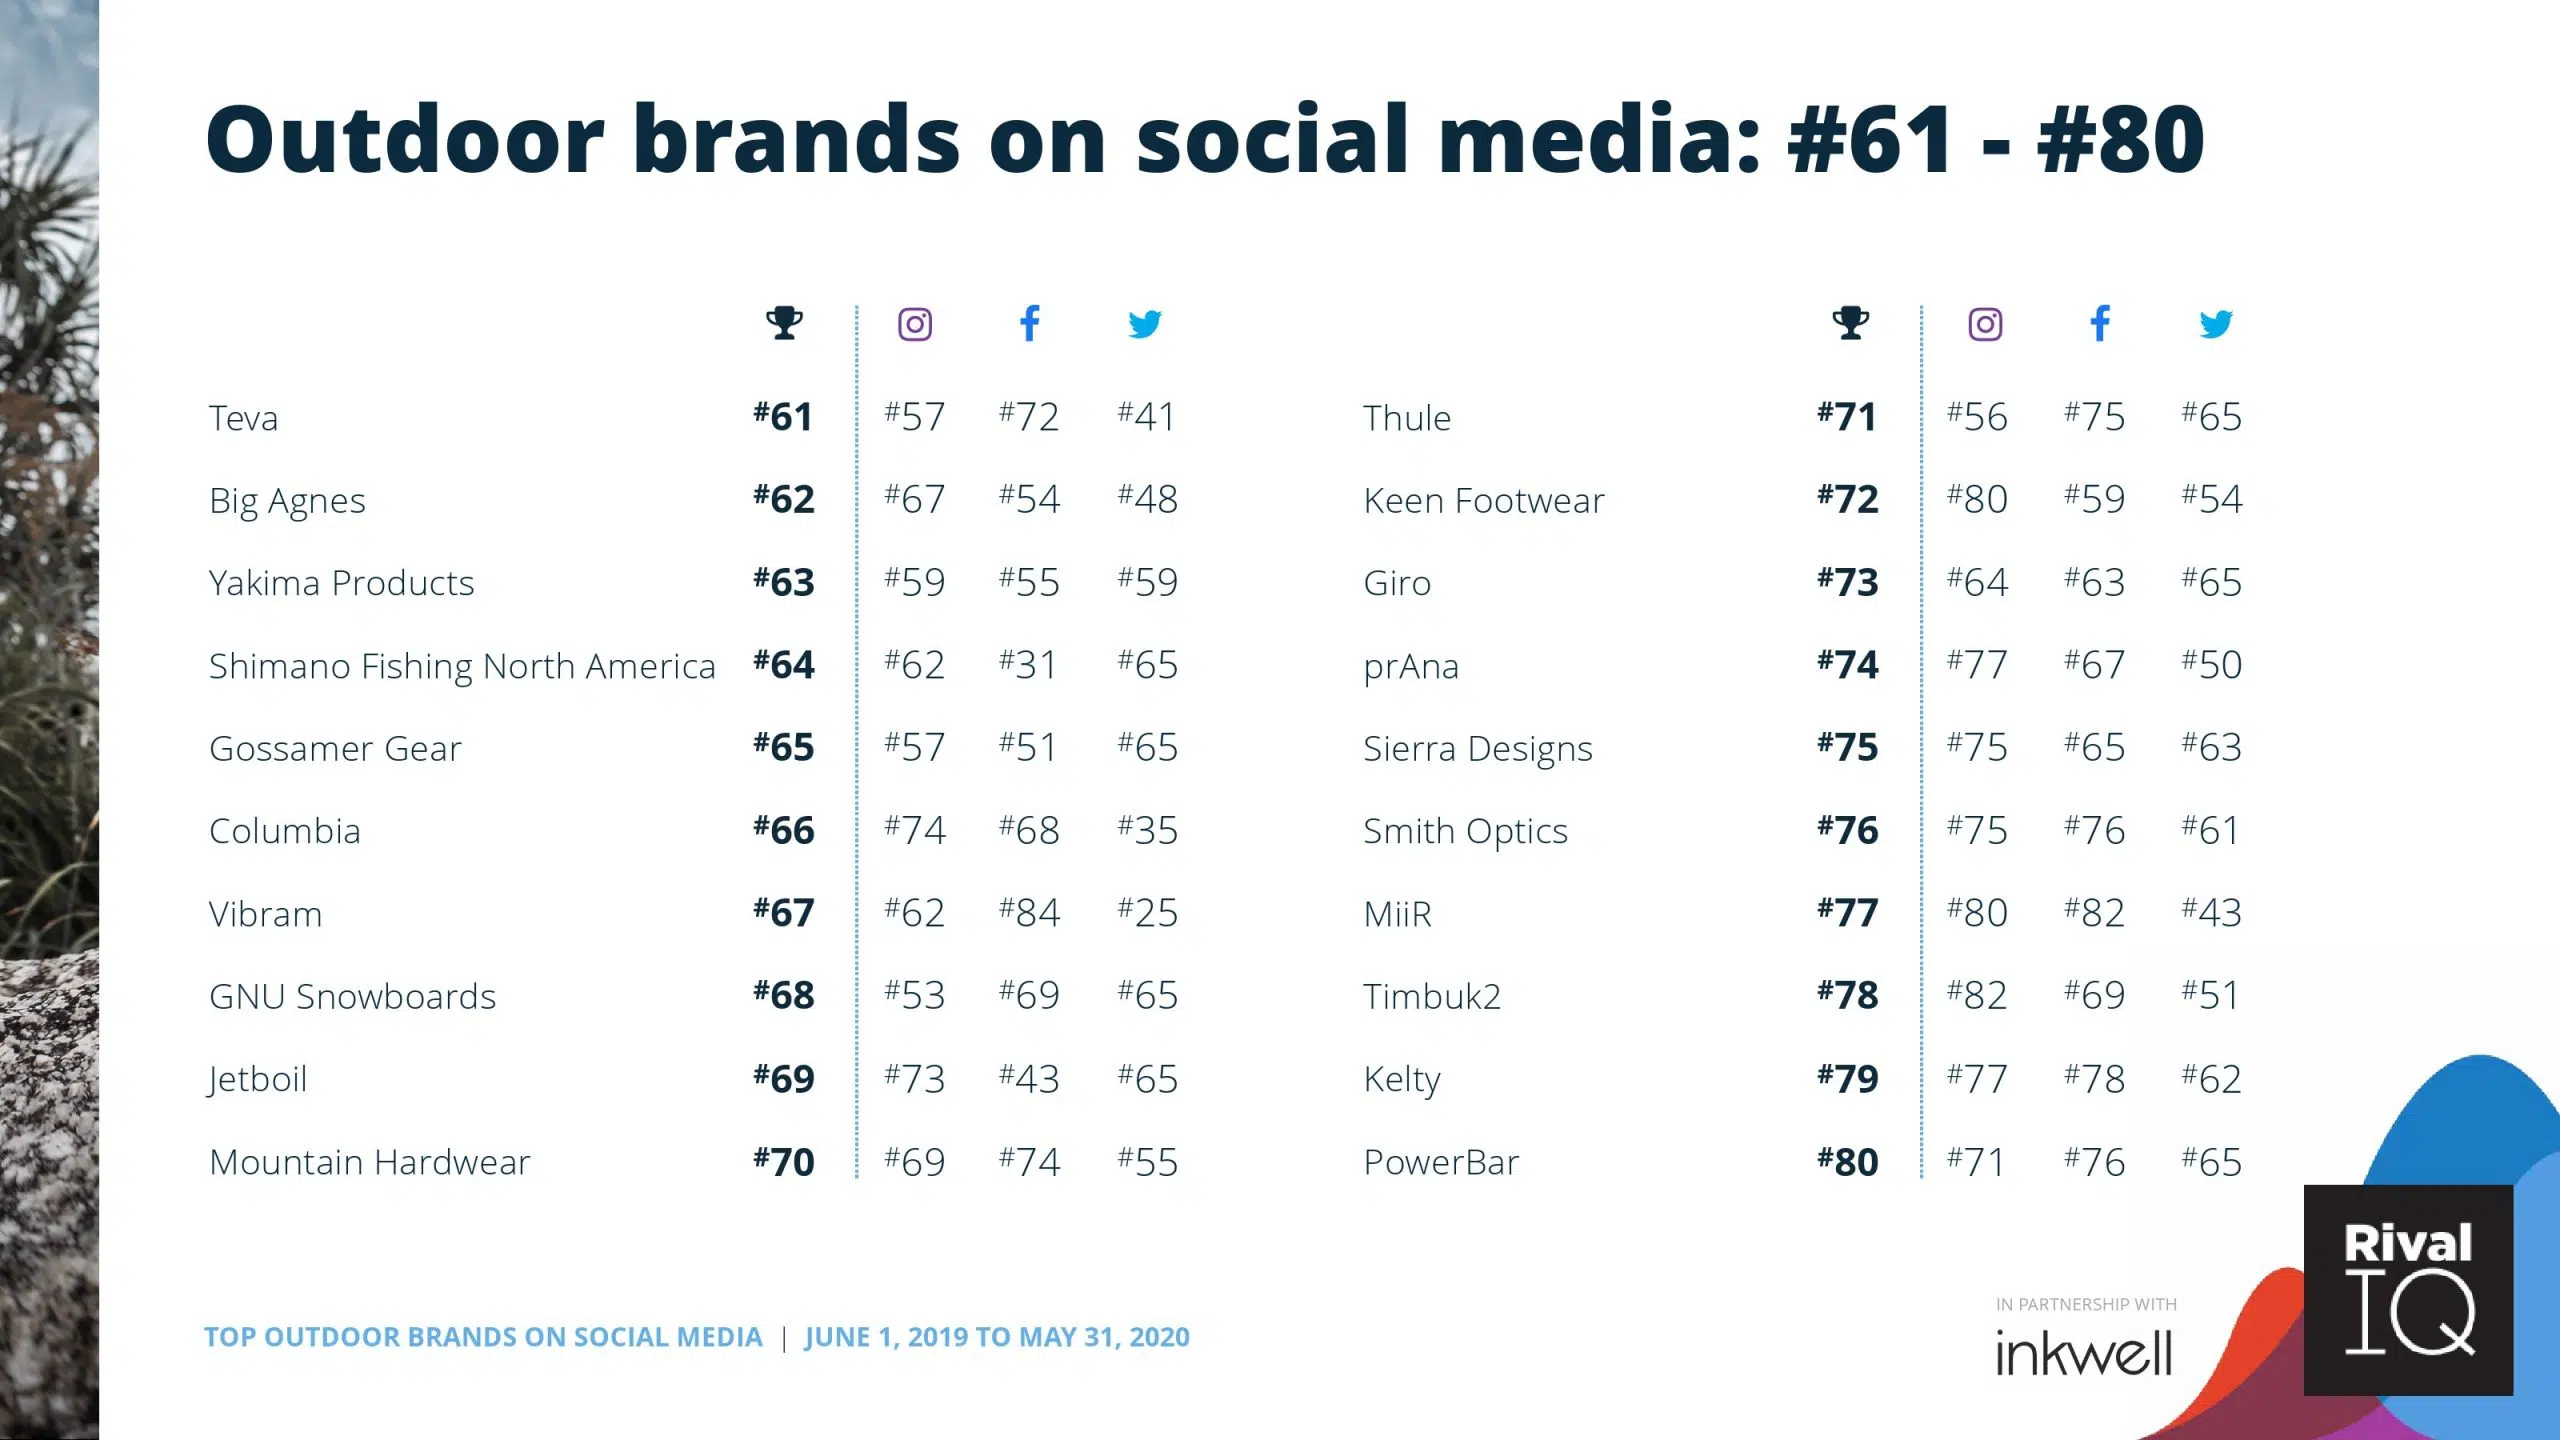 Outdoor brands on social media: #61 - #80
Teva #61 #57 #72 #41
Big Agnes #62 #67 #54 #48
Yakima Products #63 #59 #55 #59
Shimano Fishing North America #64 #62 #31 #65
Gossamer Gear #65 #57 #51 #65
Columbia #66 #74 #68 #35
Vibram #67 #62 #84 #25
GNU Snowboards #68 #53 #69 #65
Jetboil #69 #73 #43 #65
Mountain Hardwear #70 #69 #74 #55
Thule #71 #56 #75 #65
Keen Footwear #72 #80 #59 #54
Giro #73 #64 #63 #65
prAna #74 #77 #67 #50
Sierra Designs #75 #75 #65 #63
Smith Optics #76 #75 #76 #61
MiiR #77 #80 #82 #43
Timbuk2 #78 #82 #69 #51
Kelty #79 #77 #78 #62
PowerBar #80 #71 #76 #65
TOP OUTDOOR BRANDS ON SOCIAL MEDIA | JUNE 1, 2019 TO MAY 31, 2020
IN PARTNERSHIP WITH
inkwell
Rival
IQ